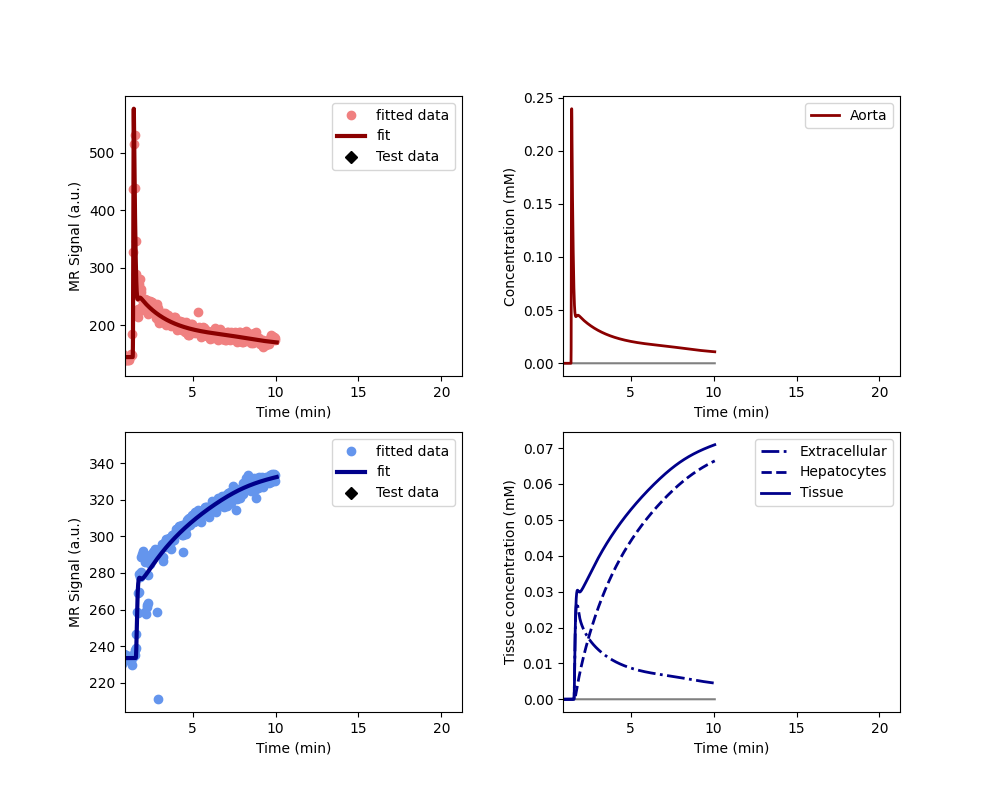 500
400
300
200
MR Signal (a.u.)
5
10
15
20
Time (min)
fitted data
fit
Test data
0.25
0.20
0.15
0.10
0.05
0.00
Concentration (mM)
5
10
15
20
Time (min)
Aorta
340
320
300
280
260
240
220
MR Signal (a.u.)
5
10
15
20
Time (min)
fitted data
fit
Test data
0.07
0.06
0.05
0.04
0.03
0.02
0.01
0.00
Tissue concentration (mM)
5
10
15
20
Time (min)
Extracellular
Hepatocytes
Tissue